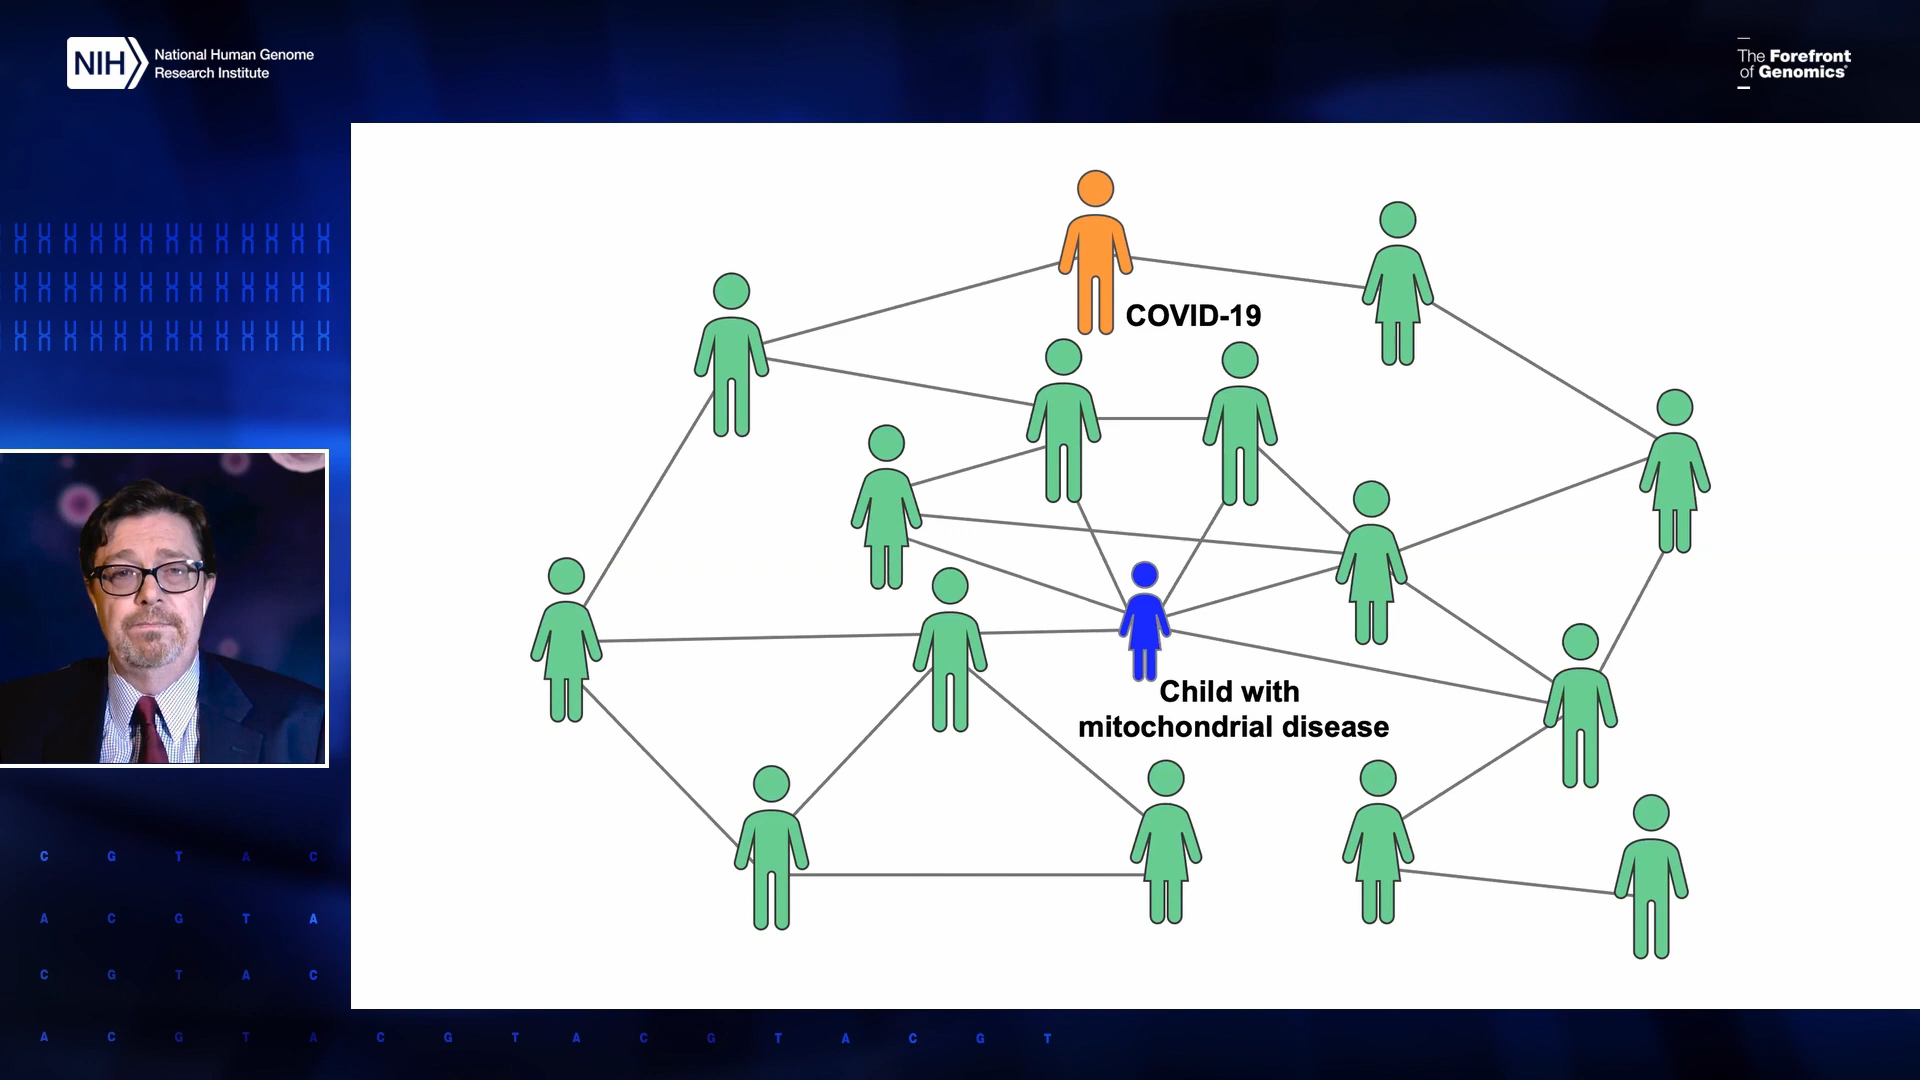 NIH National Human Genome
Research Institute
The Forefront
of Genomics®
COVID-19
Child with
mitochondrial disease
C G T A C
A C G T A
C G T A C
A C G T A C G T A C G T A C G T